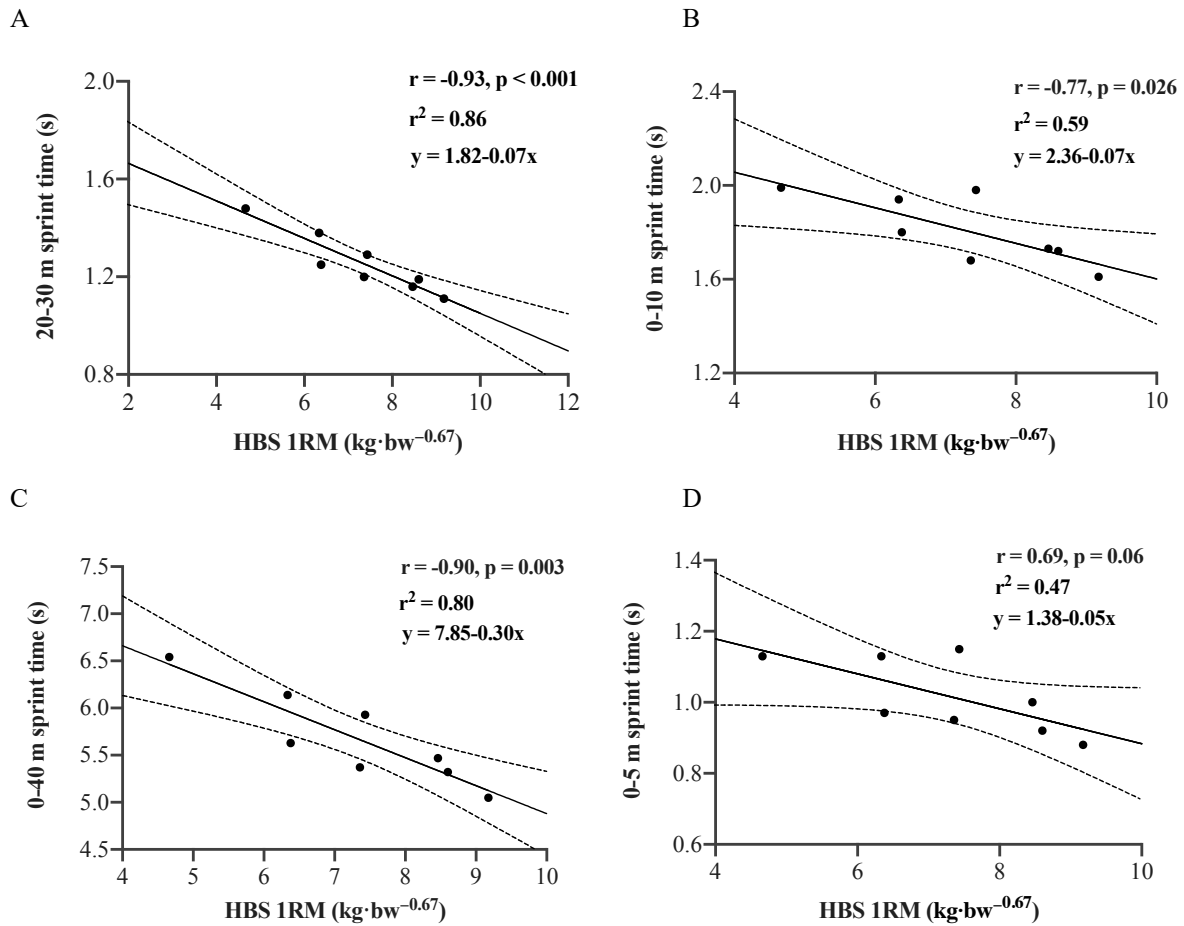 A
r = -0.93, p < 0.001
r² = 0.86
y = 1.82-0.07x
20-30 m sprint time (s)
2.0
1.6
1.2
0.8
2 4 6 8 10 12
HBS 1RM (kg·bw⁻⁰·⁶⁷)
B
r = -0.77, p = 0.026
r² = 0.59
y = 2.36-0.07x
0-10 m sprint time (s)
2.4
2.0
1.6
1.2
4 6 8 10
HBS 1RM (kg·bw⁻⁰·⁶⁷)
C
r = -0.90, p = 0.003
r² = 0.80
y = 7.85-0.30x
0-40 m sprint time (s)
7.5
7.0
6.5
6.0
5.5
5.0
4.5
4 5 6 7 8 9 10
HBS 1RM (kg·bw⁻⁰·⁶⁷)
D
r = 0.69, p = 0.06
r² = 0.47
y = 1.38-0.05x
0-5 m sprint time (s)
1.4
1.2
1.0
0.8
0.6
4 6 8 10
HBS 1RM (kg·bw⁻⁰·⁶⁷)